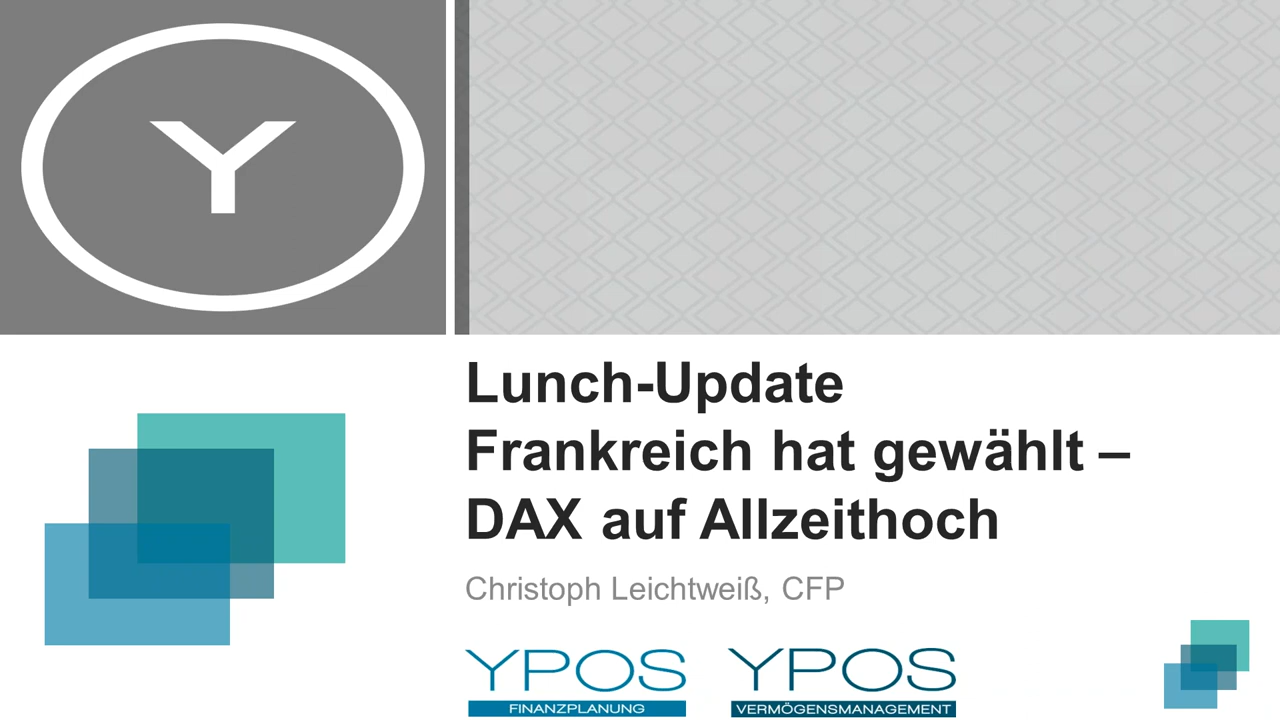 Y
Lunch-Update
Frankreich hat gewählt –
DAX auf Allzeithoch
Christoph Leichtweiß, CFP
YPOS
FINANZPLANUNG
YPOS
VERMÖGENSMANAGEMENT